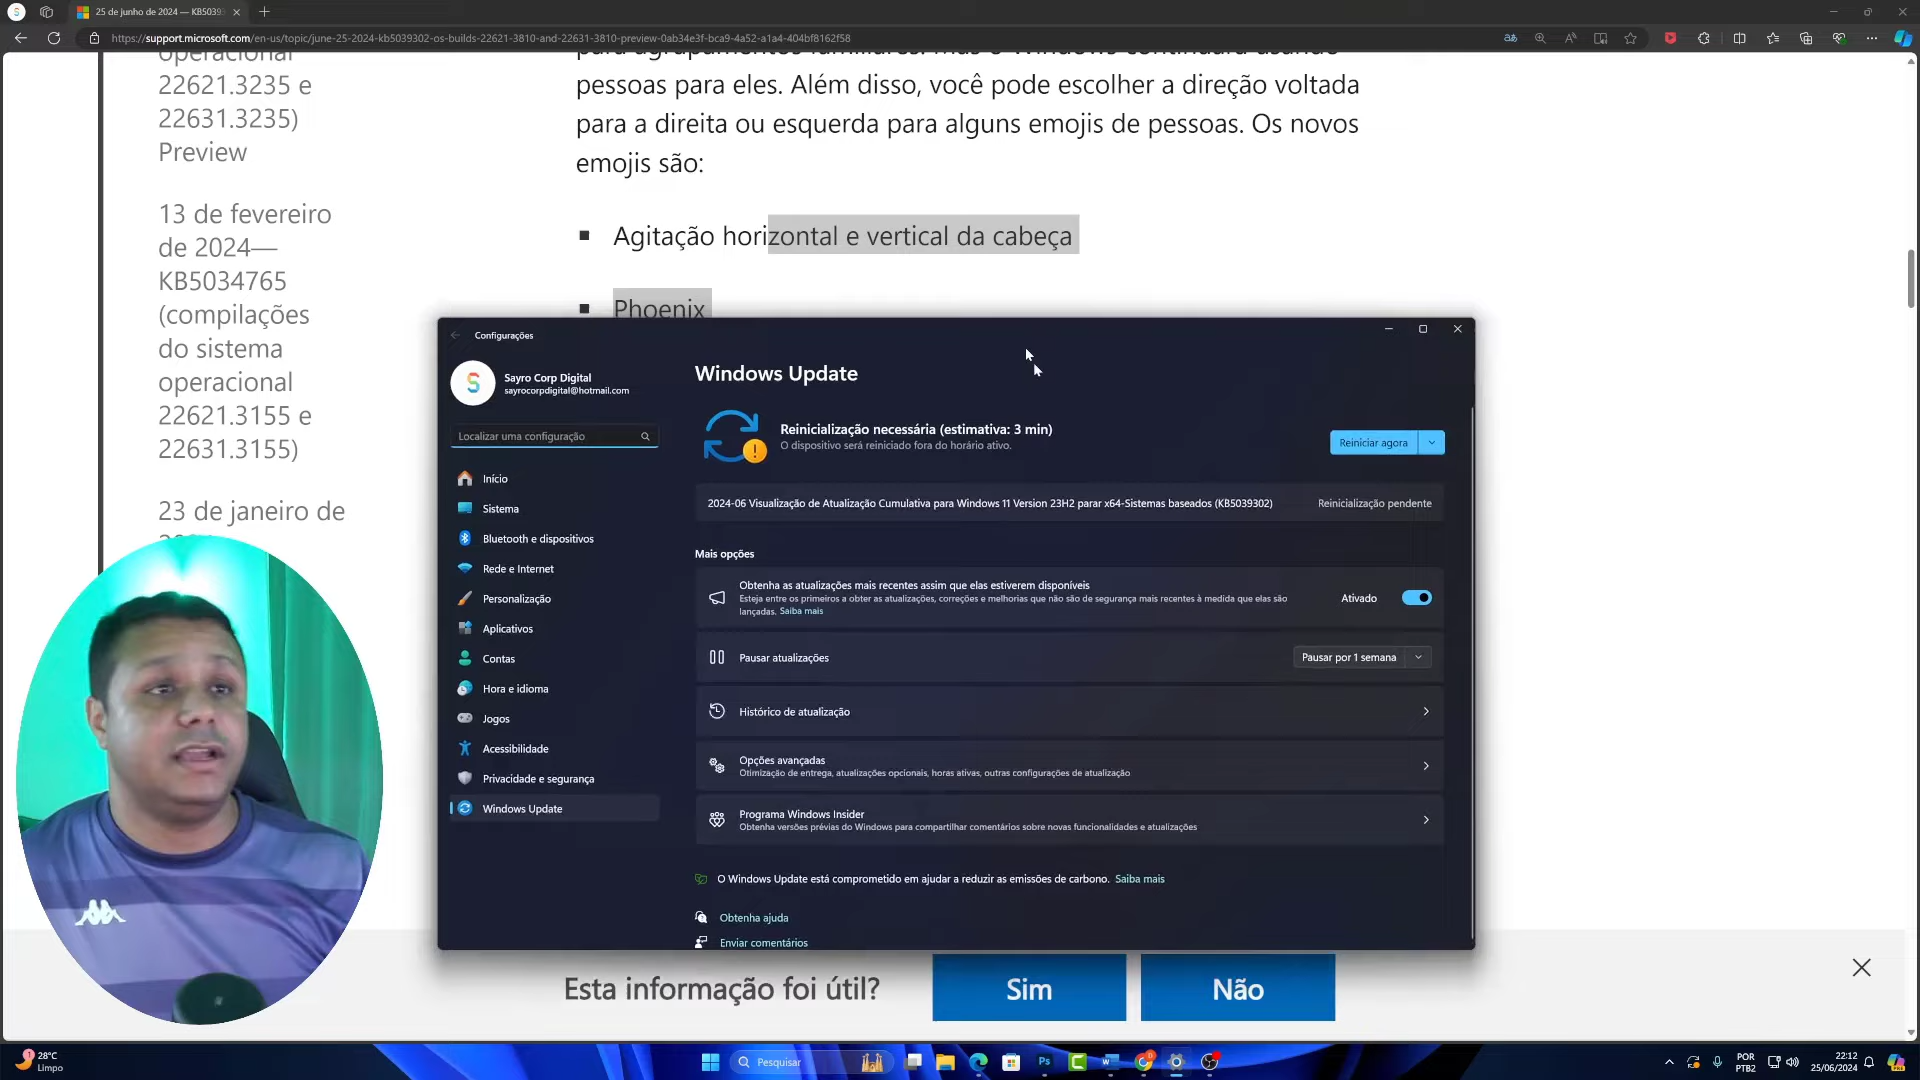 25 de junho de 2024 — KB5039
https://support.microsoft.com/en-us/topic/june-25-2024-kb5039302-os-builds-22621-3810-and-22631-3810-preview-0ab34e3f-bca9-4a52-a1a4-404bf8162f58
operacional
22621.3235 e
22631.3235)
Preview
13 de fevereiro
de 2024—
KB5034765
(compilações
do sistema
operacional
22621.3155 e
22631.3155)
23 de janeiro de
para agrupamentos familiares. mas o Windows continuará usando
pessoas para eles. Além disso, você pode escolher a direção voltada
para a direita ou esquerda para alguns emojis de pessoas. Os novos
emojis são:
Agitação horizontal e vertical da cabeça
Phoenix
Configurações
S
Sayro Corp Digital
sayrocorpdigital@hotmail.com
Localizar uma configuração
Início
Sistema
Bluetooth e dispositivos
Rede e Internet
Personalização
Aplicativos
Contas
Hora e idioma
Jogos
Acessibilidade
Privacidade e segurança
Windows Update
Windows Update
Reinicialização necessária (estimativa: 3 min)
O dispositivo será reiniciado fora do horário ativo.
Reiniciar agora
2024-06 Visualização de Atualização Cumulativa para Windows 11 Version 23H2 parar x64-Sistemas baseados (KB5039302)
Reinicialização pendente
Mais opções
Obtenha as atualizações mais recentes assim que elas estiverem disponíveis
Esteja entre os primeiros a obter as atualizações, correções e melhorias que não são de segurança mais recentes à medida que elas são
lançadas. Saiba mais
Ativado
Pausar atualizações
Pausar por 1 semana
Histórico de atualização
Opções avançadas
Otimização de entrega, atualizações opcionais, horas ativas, outras configurações de atualização
Programa Windows Insider
Obtenha versões prévias do Windows para compartilhar comentários sobre novas funcionalidades e atualizações
O Windows Update está comprometido em ajudar a reduzir as emissões de carbono. Saiba mais
Obtenha ajuda
Enviar comentários
Esta informação foi útil?
Sim
Não
28°C
Limpo
Pesquisar
Ps
POR
PTB2
22:12
25/06/2024